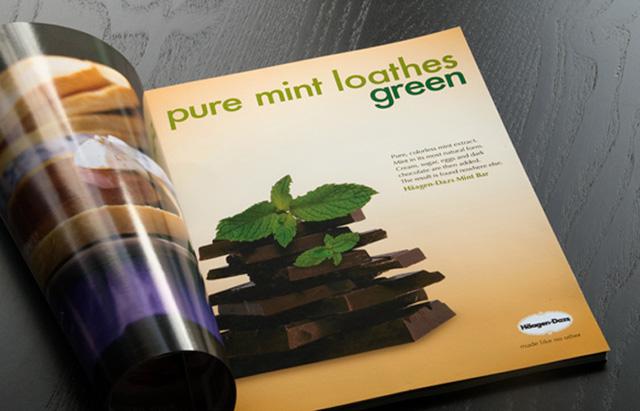 pure mint loathes
green
Pure, colorless mint extract.
Mint in its most natural form.
Cream, sugar, eggs and dark
chocolate are then added.
The result is found nowhere else.
Häagen-Dazs Mint Bar
Häagen-Dazs
made like no other